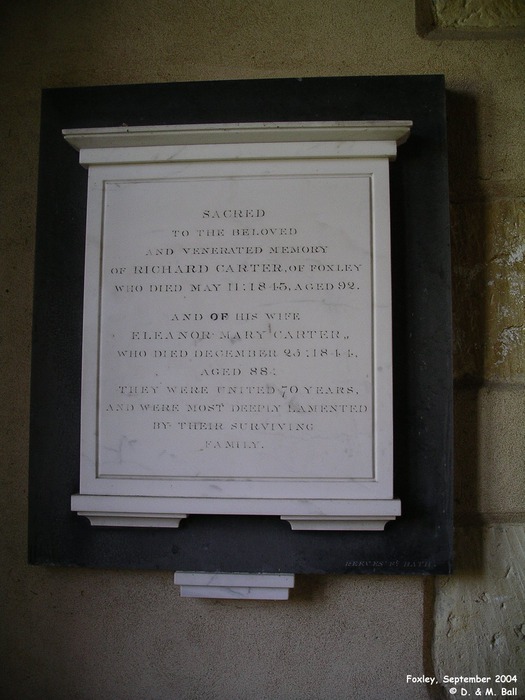 SACRED
TO THE BELOVED
AND VENERATED MEMORY
OF RICHARD CARTER, OF FOXLEY
WHO DIED MAY 11: 1845, AGED 92.
AND OF HIS WIFE
ELEANOR MARY CARTER,
WHO DIED DECEMBER 25: 1844,
AGED 88:
THEY WERE UNITED 70 YEARS,
AND WERE MOST DEEPLY LAMENTED
BY THEIR SURVIVING
FAMILY.
REEVES BATH
Foxley, September 2004
© D. & M. Ball